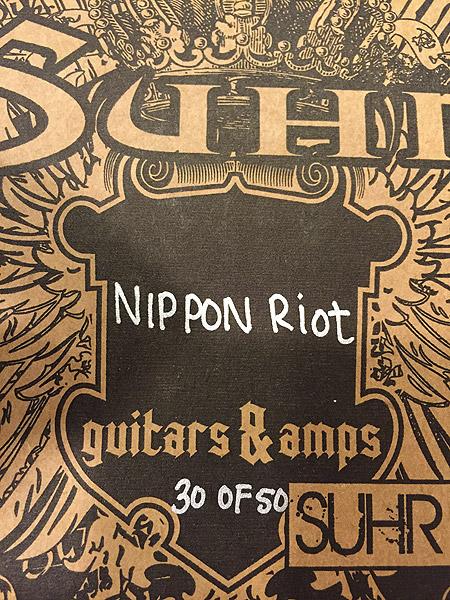 Suhr
NIPPON Riot
guitars & amps
30 OF 50
SUHR